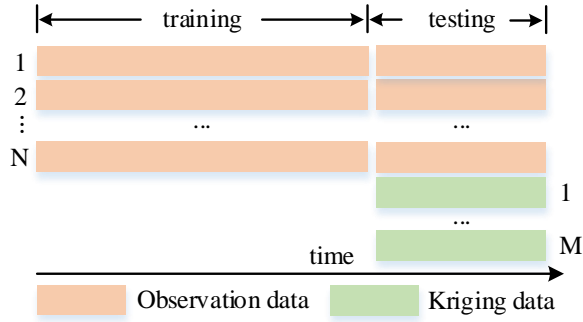 training testing
1
2
⋮
... ...
N
1
...
M
time
Observation data Kriging data